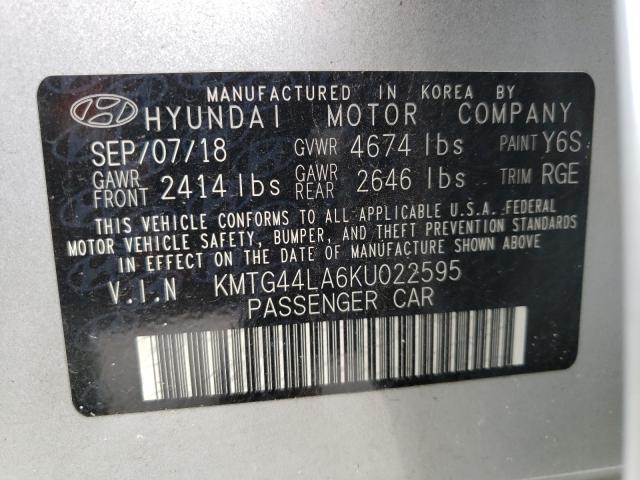 MANUFACTURED IN KOREA BY
HYUNDAI MOTOR COMPANY
SEP/07/18 GVWR 4674 lbs PAINT Y6S
GAWR FRONT 2414 lbs GAWR REAR 2646 lbs TRIM RGE
THIS VEHICLE CONFORMS TO ALL APPLICABLE U.S.A. FEDERAL
MOTOR VEHICLE SAFETY, BUMPER, AND THEFT PREVENTION STANDARDS
IN EFFECT ON THE DATE OF MANUFACTURE SHOWN ABOVE
V.I.N KMTG44LA6KU022595
PASSENGER CAR